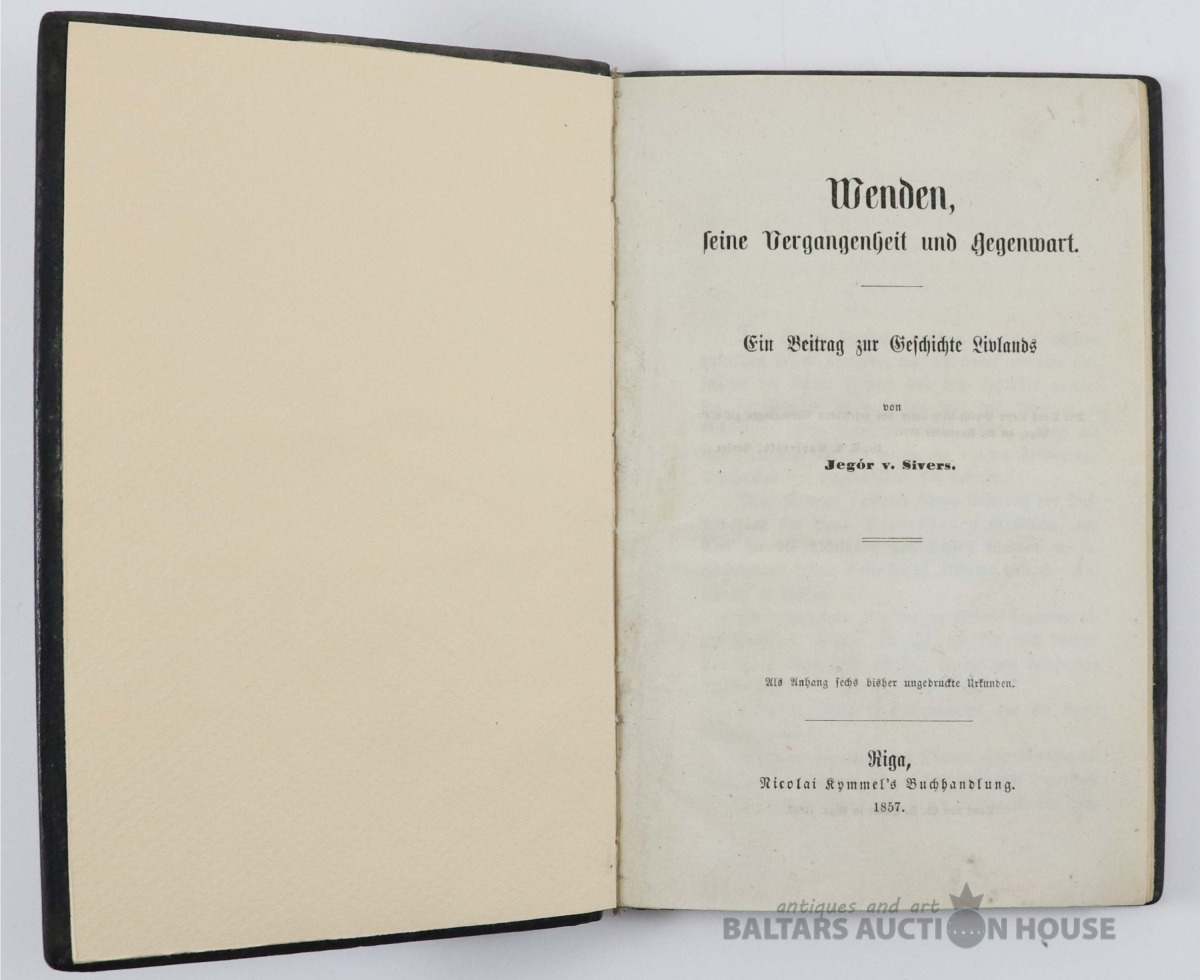 Wenden,
seine Vergangenheit und Gegenwart.
Ein Beitrag zur Geschichte Livlands
von
Jegór v. Sivers.
Als Anhang sechs bisher ungedruckte Urkunden.
Riga,
Nicolai Kymmel's Buchhandlung.
1857.
antiques and art
BALTARS AUCTION HOUSE